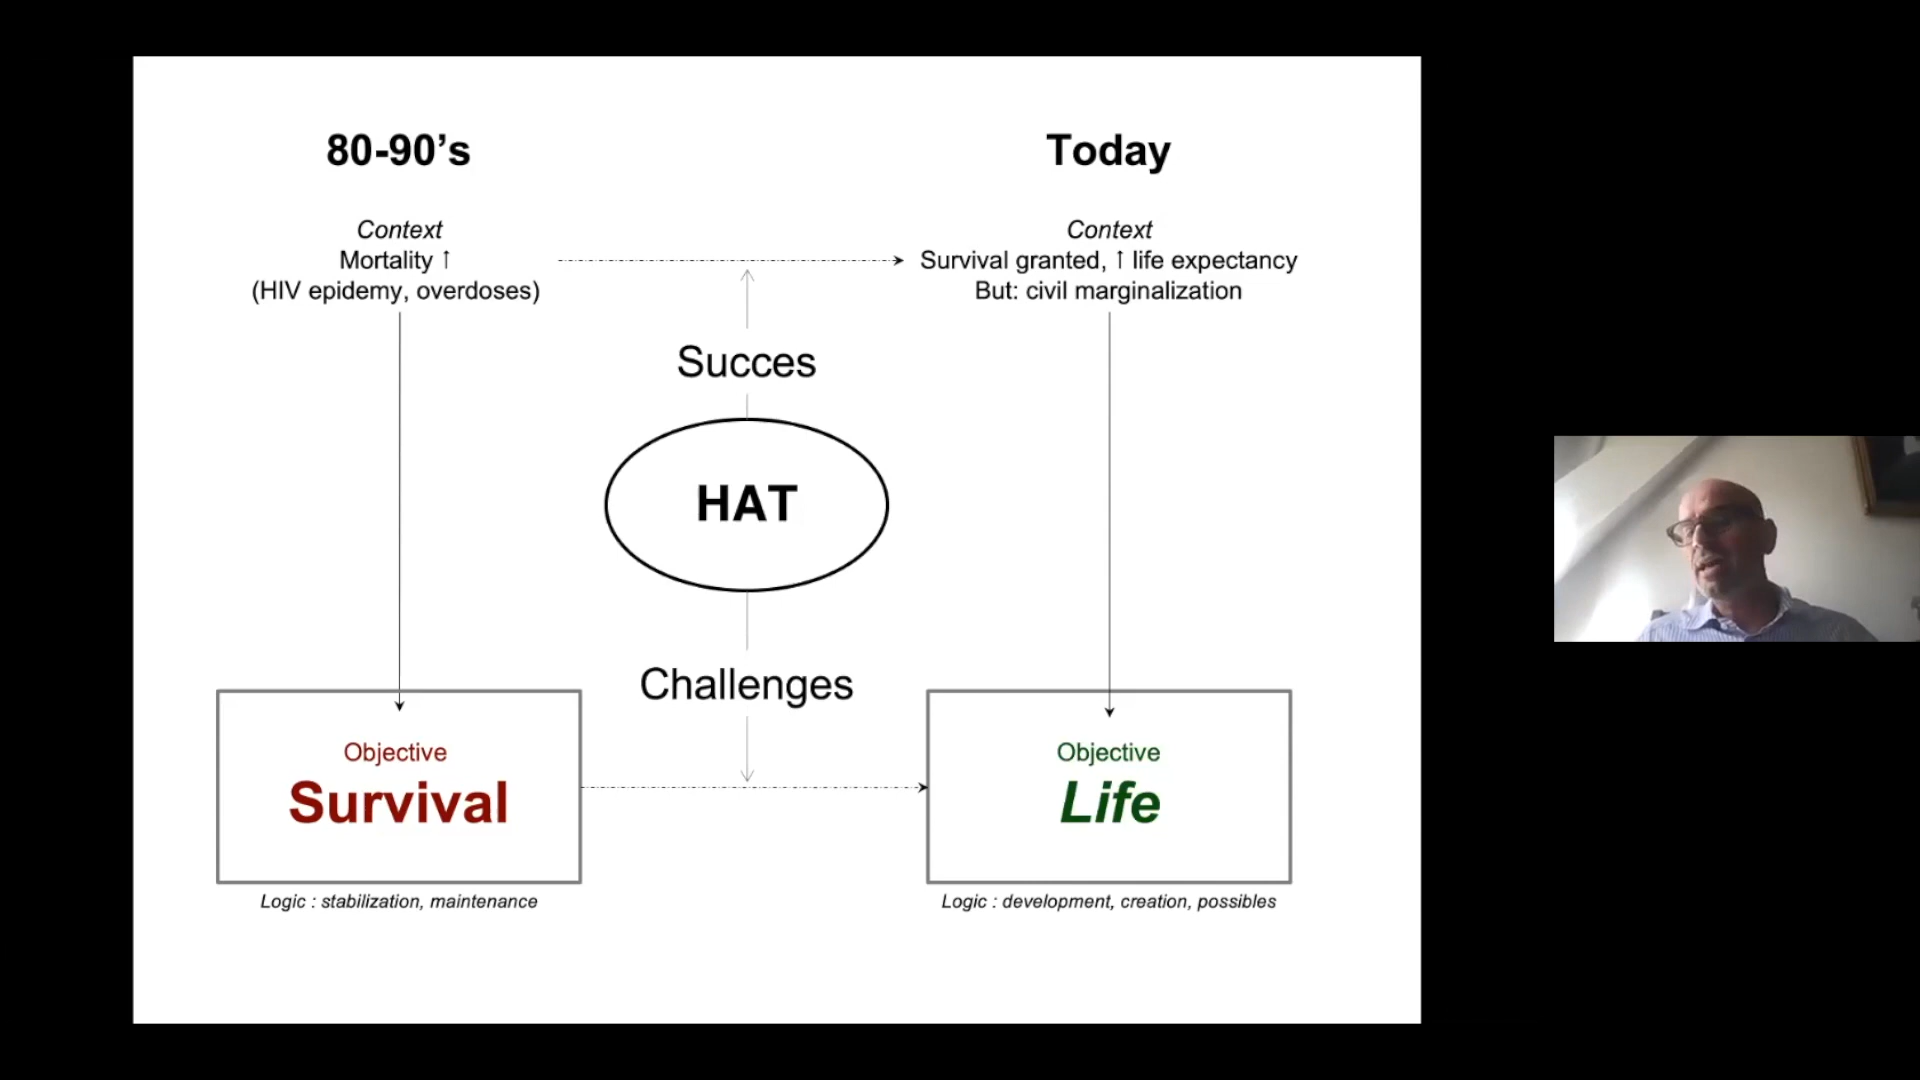 80-90’s
Context
Mortality ↑
(HIV epidemy, overdoses)
Today
Context
Survival granted, ↑ life expectancy
But: civil marginalization
Succes
HAT
Challenges
Objective
Survival
Logic : stabilization, maintenance
Objective
Life
Logic : development, creation, possibles